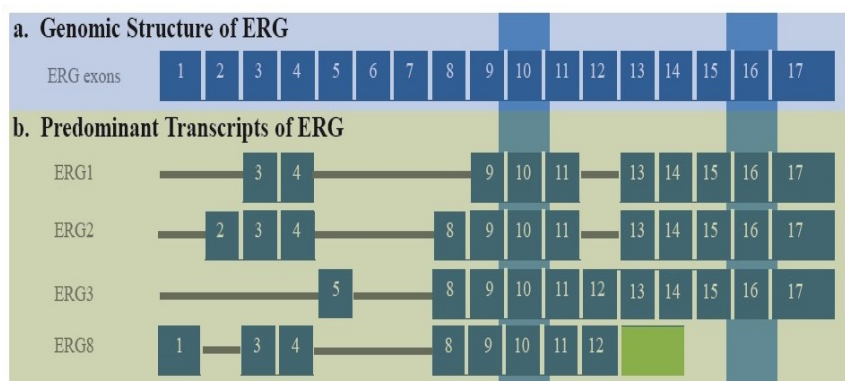 a. Genomic Structure of ERG
ERG exons 1 2 3 4 5 6 7 8 9 10 11 12 13 14 15 16 17
b. Predominant Transcripts of ERG
ERG1 3 4 9 10 11 13 14 15 16 17
ERG2 2 3 4 8 9 10 11 13 14 15 16 17
ERG3 5 8 9 10 11 12 13 14 15 16 17
ERG8 1 3 4 8 9 10 11 12